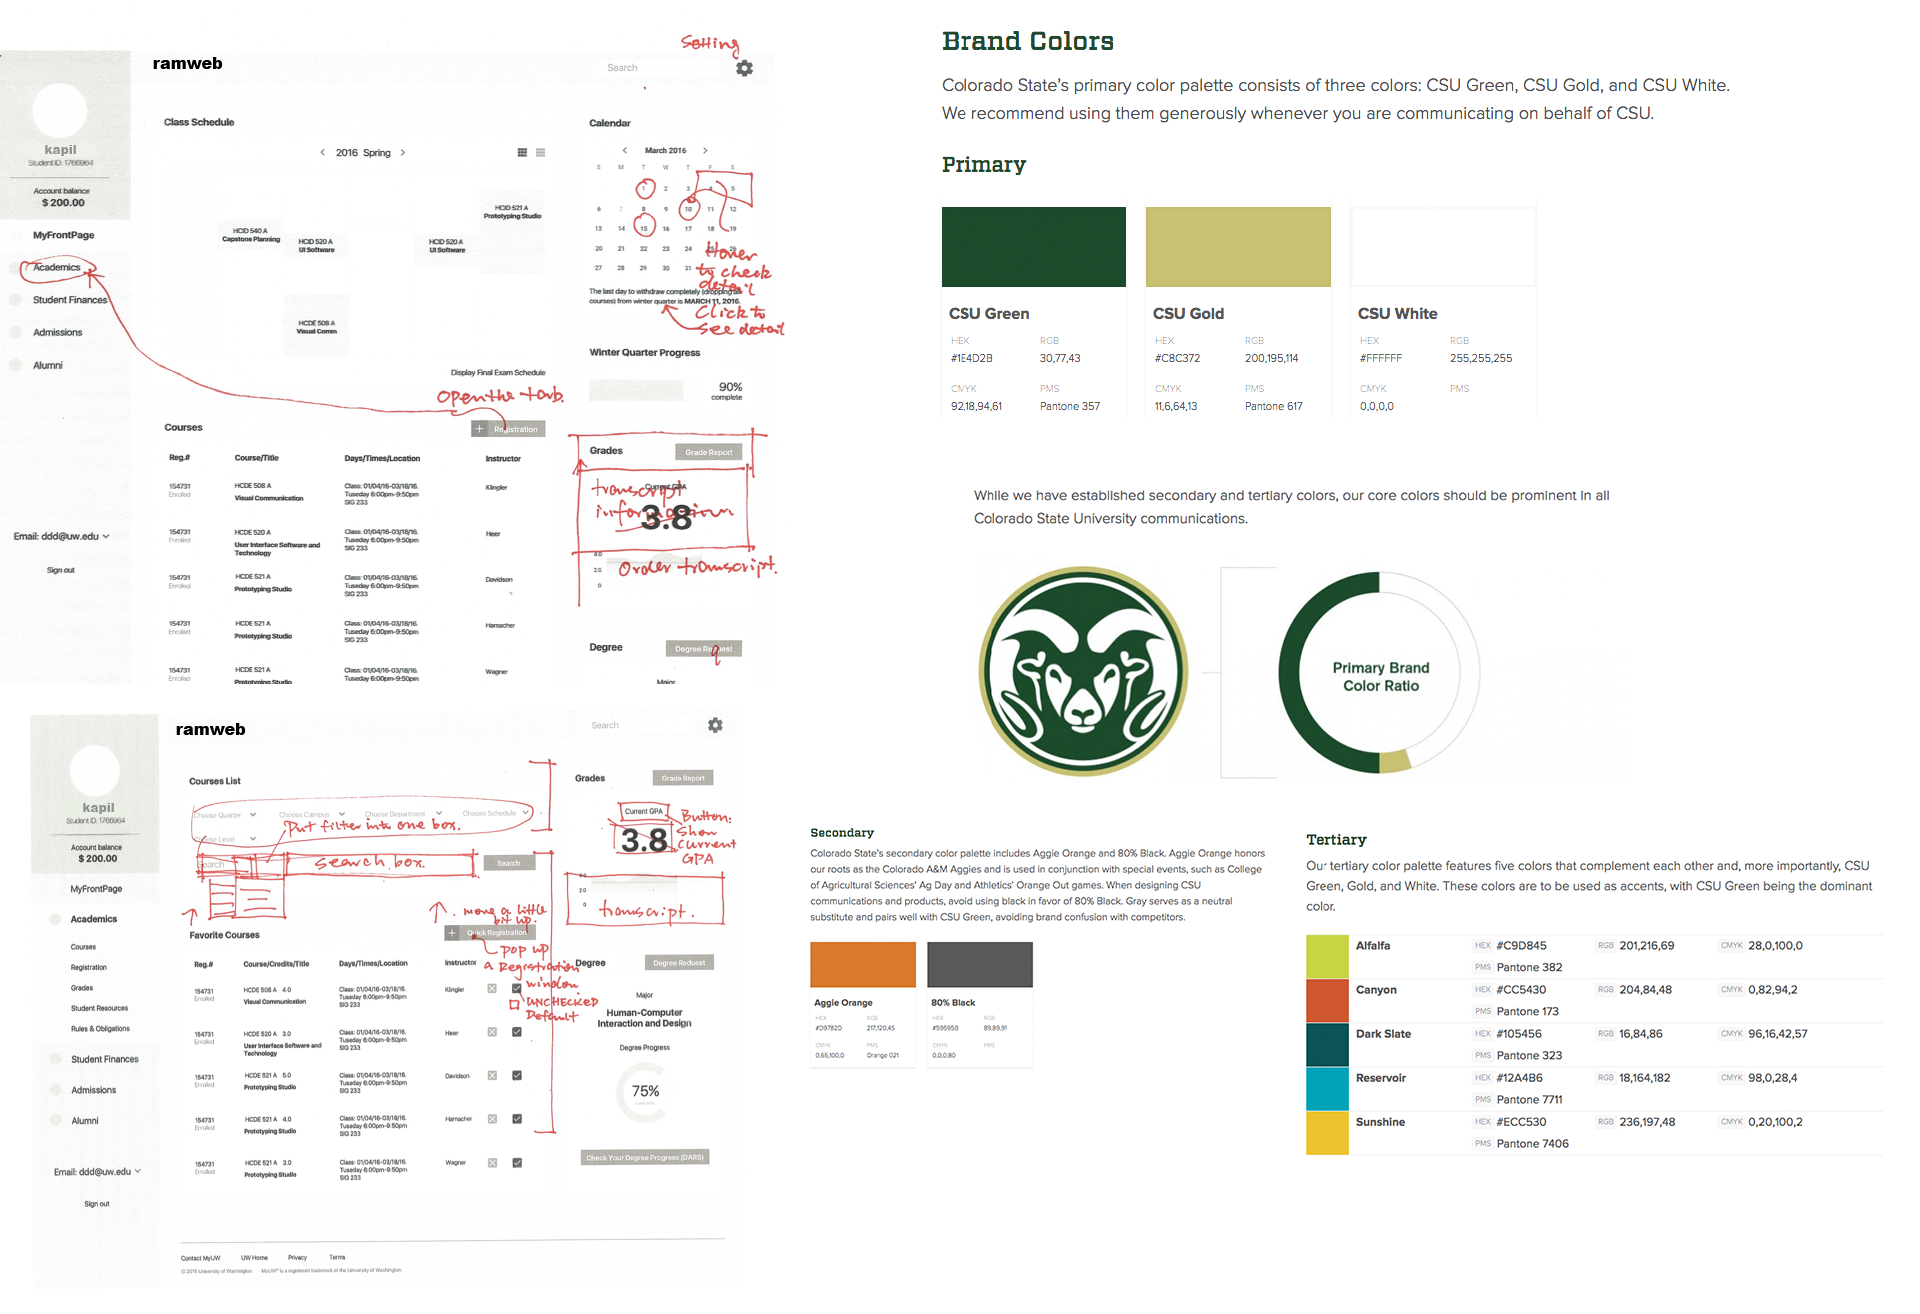 Setting
ramweb
Search
kapil
Student ID: 1766964
Account balance
$ 200.00
MyFrontPage
Academics
Student Finances
Admissions
Alumni
Email: ddd@uw.edu
Sign out
Class Schedule
< 2016 Spring >
HCID 521 A
Prototyping Studio
HCID 540 A
Capstone Planning
HCID 520 A
UI Software
HCID 520 A
UI Software
HCDE 508 A
Visual Comm
Display Final Exam Schedule
open the tab.
Calendar
< March 2016 >
S M T W T F S
1 2 3 4 5
6 7 8 9 10 11 12
13 14 15 16 17 18 19
20 21 22 23 24 25 26
27 28 29 30 31
Hover
to check
detail
The last day to withdraw completely (dropping all
courses) from winter quarter is MARCH 11, 2016.
Click to
see detail
Winter Quarter Progress
90%
complete
Courses
+ Registration
Reg.# Course/Title Days/Times/Location Instructor
154731 HCDE 508 A Class: 01/04/16-03/18/16. Klingler
Enrolled Visual Communication Tuseday 6:00pm-9:50pm
SIG 233
154731 HCDE 520 A Class: 01/04/16-03/18/16. Heer
Enrolled User Interface Software and Tuseday 6:00pm-9:50pm
Technology SIG 233
154731 HCDE 521 A Class: 01/04/16-03/18/16. Davidson
Enrolled Prototyping Studio Tuseday 6:00pm-9:50pm
SIG 233
154731 HCDE 521 A Class: 01/04/16-03/18/16. Hamacher
Enrolled Prototyping Studio Tuseday 6:00pm-9:50pm
SIG 233
154731 HCDE 521 A Class: 01/04/16-03/18/16. Wagner
Enrolled Prototyping Studio Tuseday 6:00pm-9:50pm
SIG 233
Grades
Grade Report
Current GPA
transcript
information
3.8
4.0
2.0
0
Order transcript.
Degree
Degree Request
Major
ramweb
Search
kapil
Student ID: 1766964
Account balance
$ 200.00
MyFrontPage
Academics
Courses
Registration
Grades
Student Resources
Rules & Obligations
Student Finances
Admissions
Alumni
Email: ddd@uw.edu
Sign out
Courses List
Choose Quarter Choose Campus Choose Department Choose Schedule
Choose Level
Put filter into one box.
Search
search box.
Search
move a little
bit up.
Favorite Courses
+ Quick Registration
pop up
a Registration
window
UNCHECKED
Default
Reg.# Course/Credits/Title Days/Times/Location Instructor
154731 HCDE 508 A 4.0 Class: 01/04/16-03/18/16. Klingler
Enrolled Visual Communication Tuseday 6:00pm-9:50pm
SIG 233
154731 HCDE 520 A 3.0 Class: 01/04/16-03/18/16. Heer
Enrolled User Interface Software and Tuseday 6:00pm-9:50pm
Technology SIG 233
154731 HCDE 521 A 5.0 Class: 01/04/16-03/18/16. Davidson
Enrolled Prototyping Studio Tuseday 6:00pm-9:50pm
SIG 233
154731 HCDE 521 A 4.0 Class: 01/04/16-03/18/16. Hamacher
Enrolled Prototyping Studio Tuseday 6:00pm-9:50pm
SIG 233
154731 HCDE 521 A 3.0 Class: 01/04/16-03/18/16. Wagner
Enrolled Prototyping Studio Tuseday 6:00pm-9:50pm
SIG 233
Grades
Grade Report
Current GPA
3.8
Button:
Show
Current
GPA
4.0
2.0
0
transcript.
Degree
Degree Reduest
Major
Human-Computer
Interaction and Design
Degree Progress
75%
Check Your Degree Progress (DARS)
Contact MyUW UW Home Privacy Terms
© 2015 University of Washington MyUW® is a registered trademark of the University of Washington.
Brand Colors
Colorado State's primary color palette consists of three colors: CSU Green, CSU Gold, and CSU White.
We recommend using them generously whenever you are communicating on behalf of CSU.
Primary
CSU Green
HEX RGB
#1E4D2B 30,77,43
CMYK PMS
92,18,94,61 Pantone 357
CSU Gold
HEX RGB
#C8C372 200,195,114
CMYK PMS
11,6,64,13 Pantone 617
CSU White
HEX RGB
#FFFFFF 255,255,255
CMYK PMS
0,0,0,0
While we have established secondary and tertiary colors, our core colors should be prominent in all
Colorado State University communications.
Primary Brand
Color Ratio
Secondary
Colorado State's secondary color palette includes Aggie Orange and 80% Black. Aggie Orange honors
our roots as the Colorado A&M Aggies and is used in conjunction with special events, such as College
of Agricultural Sciences' Ag Day and Athletics' Orange Out games. When designing CSU
communications and products, avoid using black in favor of 80% Black. Gray serves as a neutral
substitute and pairs well with CSU Green, avoiding brand confusion with competitors.
Aggie Orange
HEX RGB
#D9782D 217,120,45
CMYK PMS
0,65,100,0 Orange 021
80% Black
HEX RGB
#59595B 89,89,91
CMYK PMS
0,0,0,80
Tertiary
Our tertiary color palette features five colors that complement each other and, more importantly, CSU
Green, Gold, and White. These colors are to be used as accents, with CSU Green being the dominant
color.
Alfalfa HEX #C9D845 RGB 201,216,69 CMYK 28,0,100,0
PMS Pantone 382
Canyon HEX #CC5430 RGB 204,84,48 CMYK 0,82,94,2
PMS Pantone 173
Dark Slate HEX #105456 RGB 16,84,86 CMYK 96,16,42,57
PMS Pantone 323
Reservoir HEX #12A4B6 RGB 18,164,182 CMYK 98,0,28,4
PMS Pantone 7711
Sunshine HEX #ECC530 RGB 236,197,48 CMYK 0,20,100,2
PMS Pantone 7406